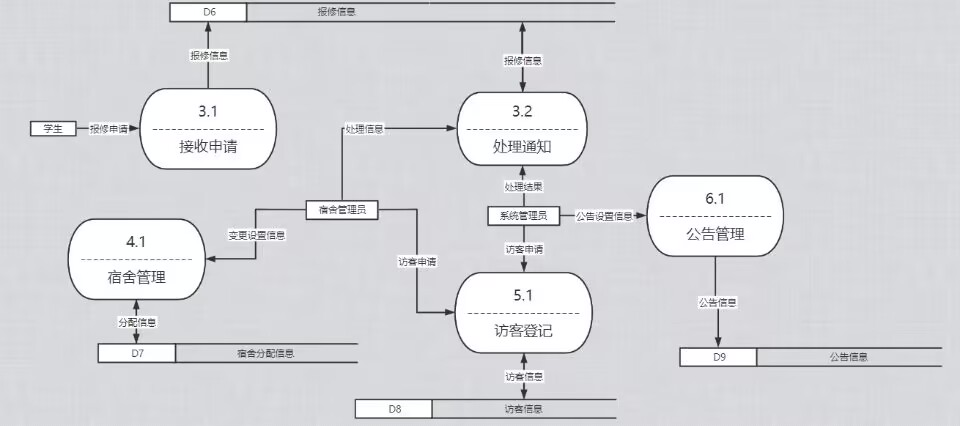 D6
报修信息
报修信息
报修信息
3.1
接收申请
学生
报修申请
3.2
处理通知
处理信息
处理结果
宿舍管理员
系统管理员
公告设置信息
6.1
公告管理
变更设置信息
4.1
宿舍管理
访客申请
访客申请
5.1
访客登记
分配信息
公告信息
D7
宿舍分配信息
D9
公告信息
访客信息
D8
访客信息